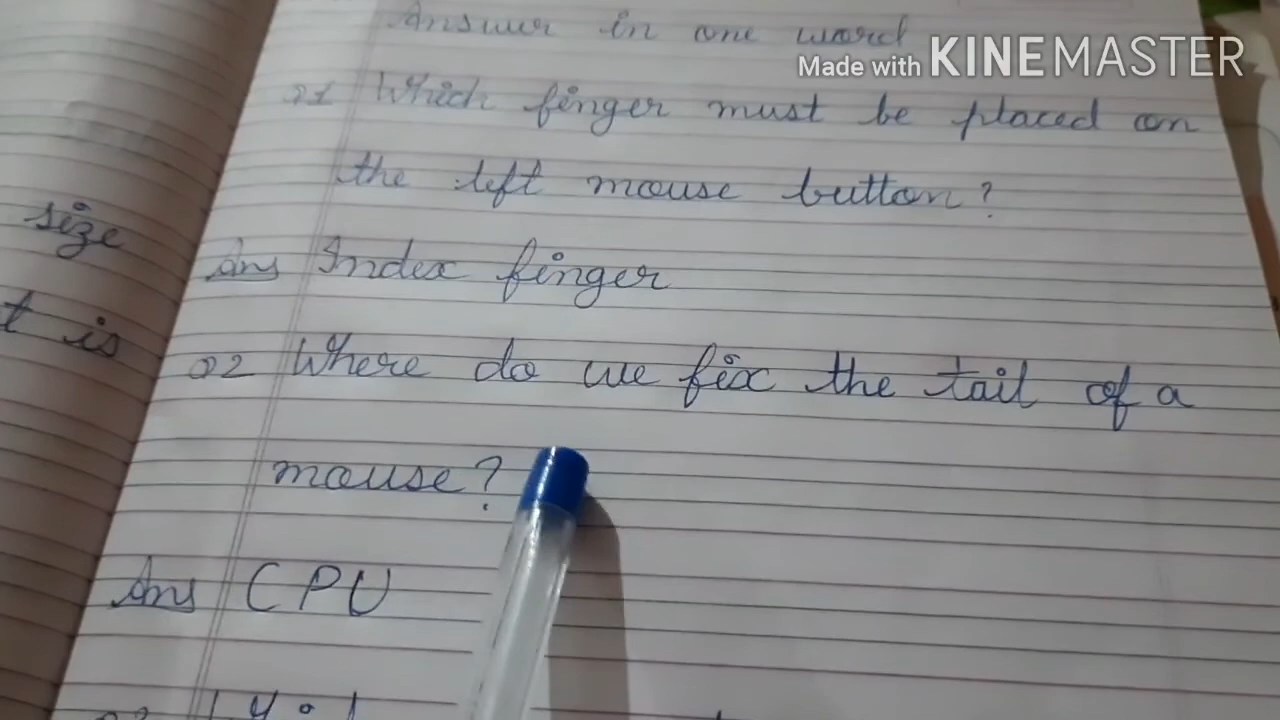 Answer in one word
Made with KINEMASTER
Q1 Which finger must be placed on
the left mouse button?
size
Ans Index finger
t is
Q2 Where do we fix the tail of a
mouse?
Ans CPU